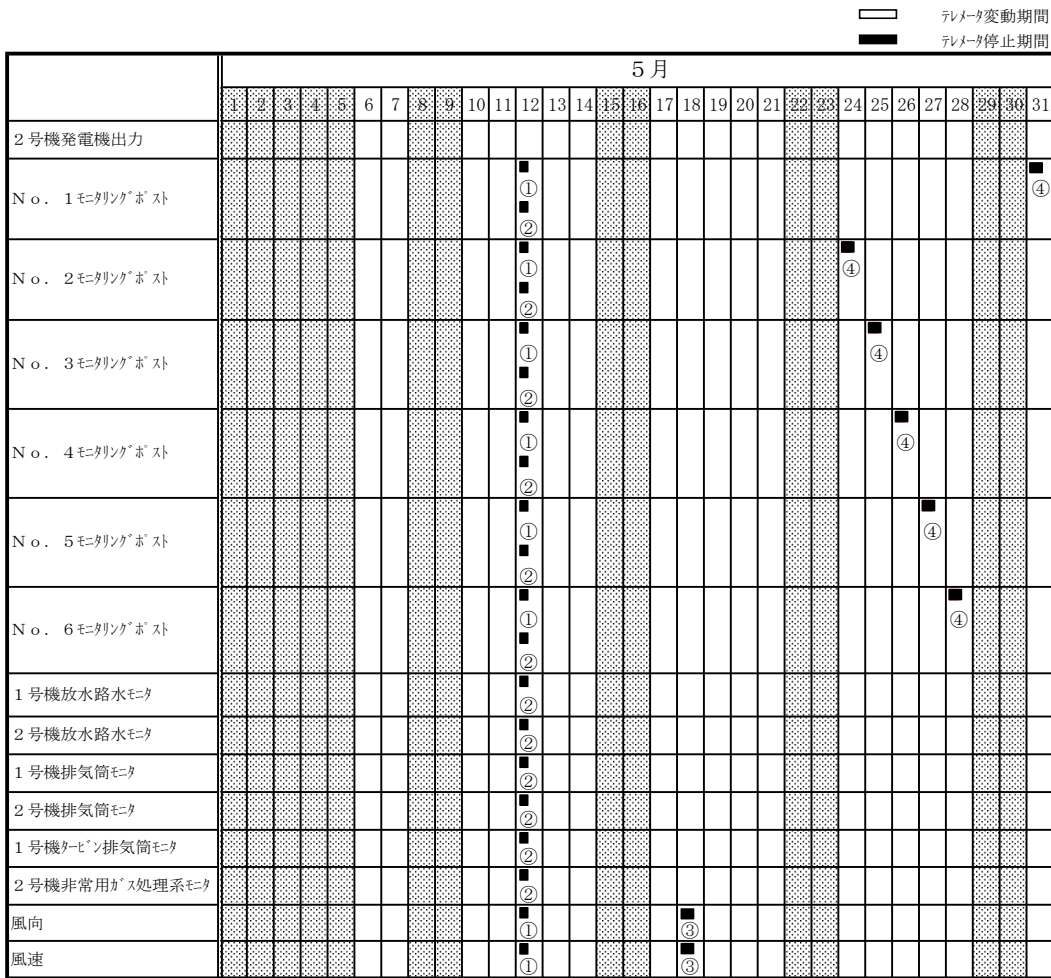 テレメータ変動期間
テレメータ停止期間
５月
1 2 3 4 5 6 7 8 9 10 11 12 13 14 15 16 17 18 19 20 21 22 23 24 25 26 27 28 29 30 31
２号機発電機出力
Ｎｏ．１モニタリングポスト
①
②
④
Ｎｏ．２モニタリングポスト
①
②
④
Ｎｏ．３モニタリングポスト
①
②
④
Ｎｏ．４モニタリングポスト
①
②
④
Ｎｏ．５モニタリングポスト
①
②
④
Ｎｏ．６モニタリングポスト
①
②
④
１号機放水路水モニタ ②
２号機放水路水モニタ ②
１号機排気筒モニタ ②
２号機排気筒モニタ ②
１号機タービン排気筒モニタ ②
２号機非常用ガス処理系モニタ ②
風向 ① ③
風速 ① ③